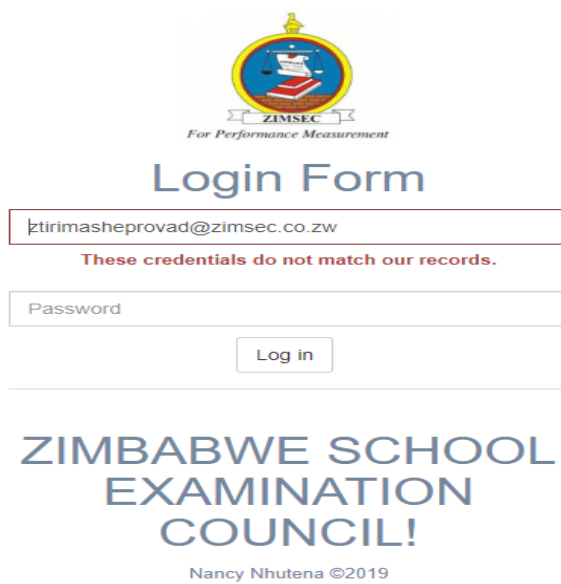 ZIMSEC
For Performance Measurement
Login Form
ztirimasheprovad@zimsec.co.zw
These credentials do not match our records.
Password
Log in
ZIMBABWE SCHOOL
EXAMINATION
COUNCIL!
Nancy Nhutena ©2019